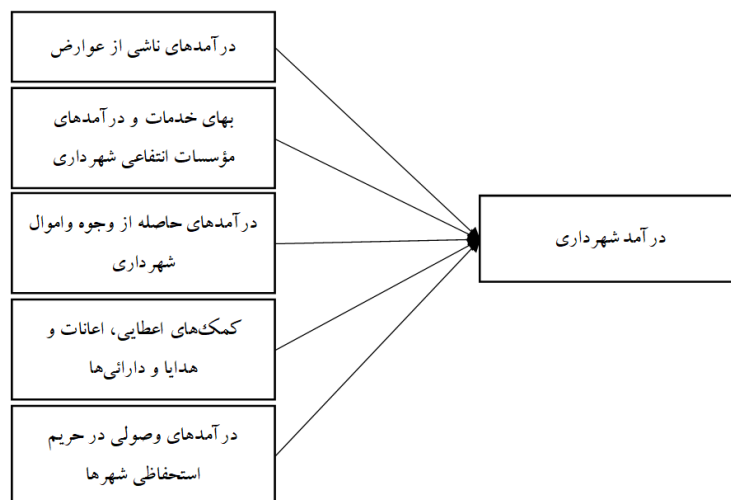 درآمدهای ناشی از عوارض
بهای خدمات و درآمدهای
مؤسسات انتفاعی شهرداری
درآمدهای حاصله از وجوه واموال
شهرداری
کمک‌های اعطایی، اعانات و
هدایا و دارائی‌ها
درآمدهای وصولی در حریم
استحفاظی شهرها
درآمد شهرداری